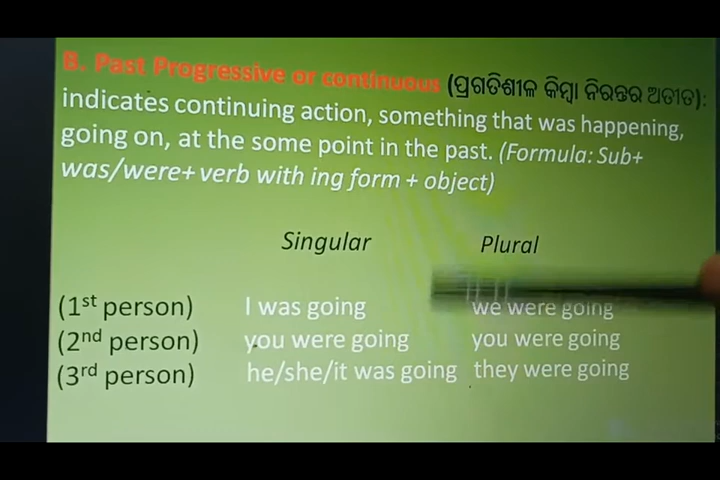 B. Past Progressive or continuous (ପ୍ରଗତିଶୀଳ କିମ୍ବା ନିରନ୍ତର ଅତୀତ):
indicates continuing action, something that was happening,
going on, at the some point in the past. (Formula: Sub+
was/were+ verb with ing form + object)
Singular Plural
(1st person) I was going we were going
(2nd person) you were going you were going
(3rd person) he/she/it was going they were going